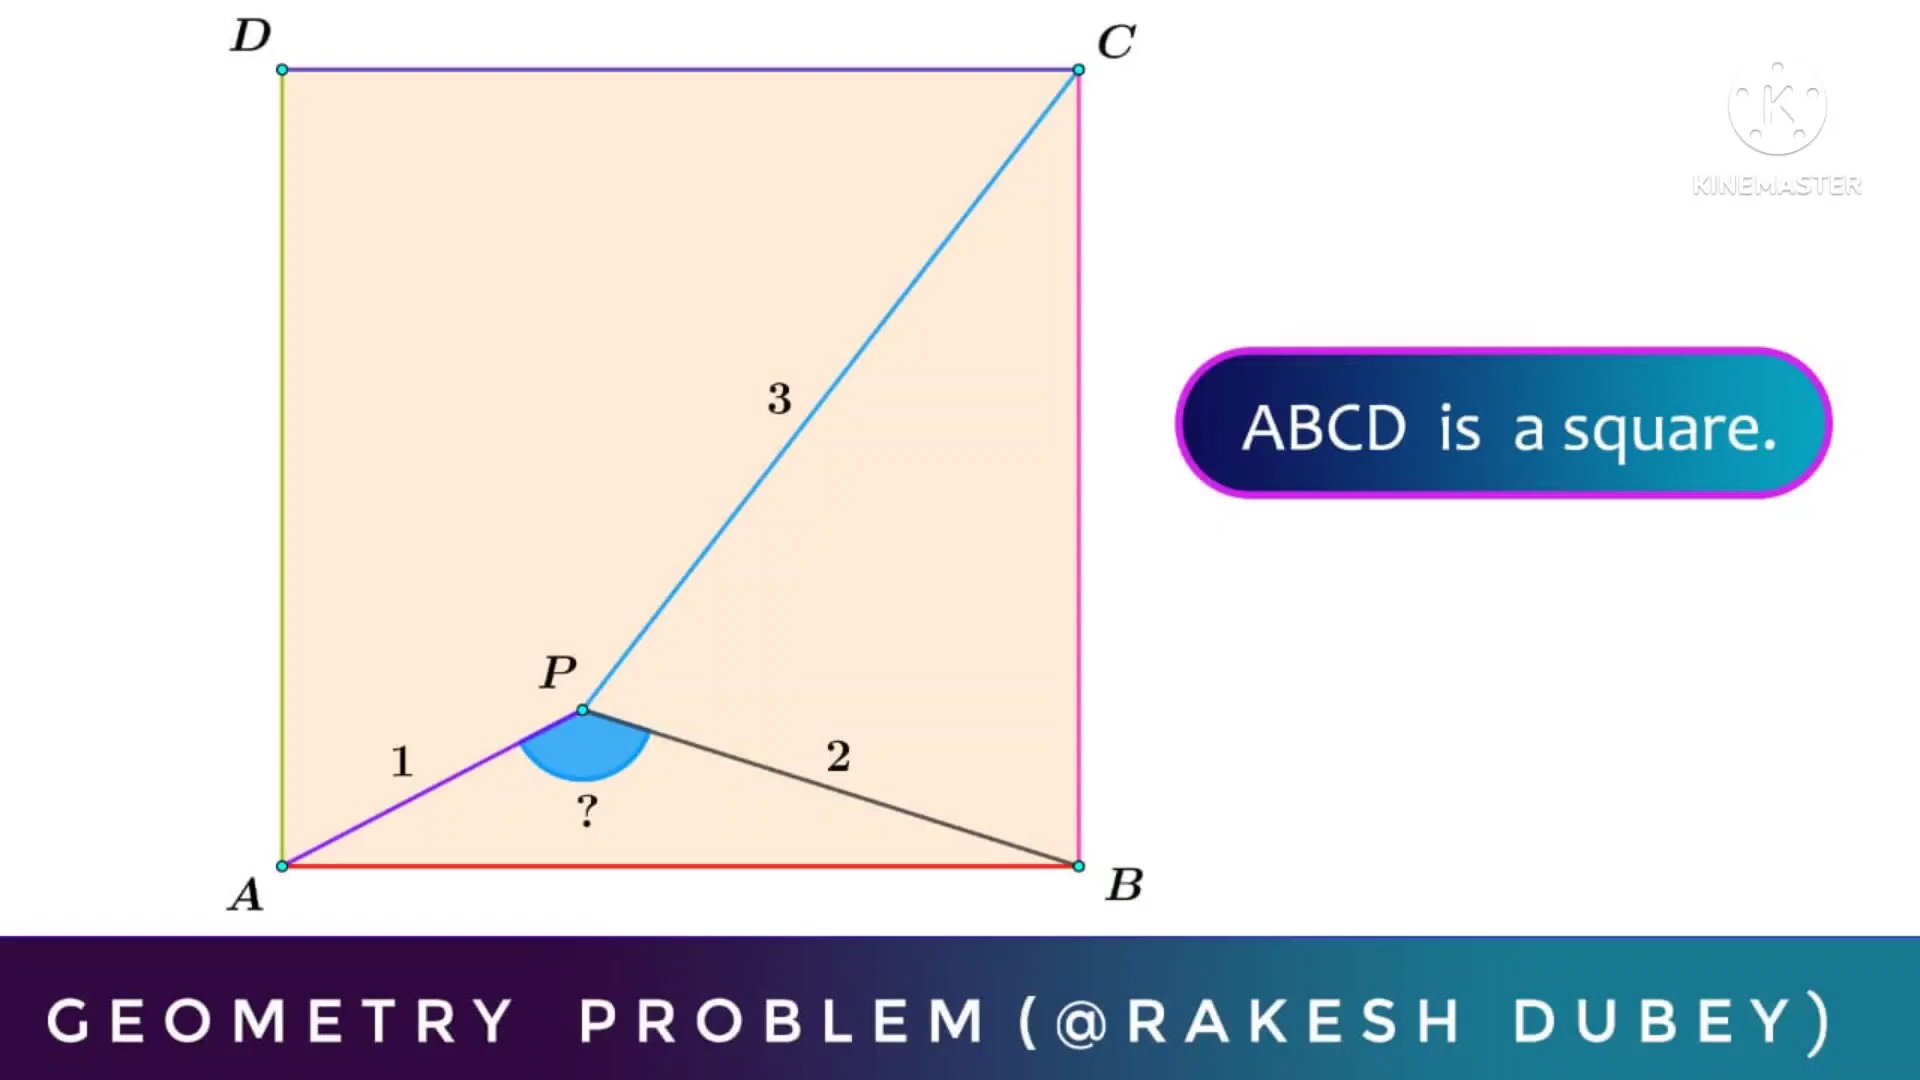 D
C
KINEMASTER
3
ABCD is a square.
P
1
2
?
A
B
GEOMETRY PROBLEM (@RAKESH DUBEY)